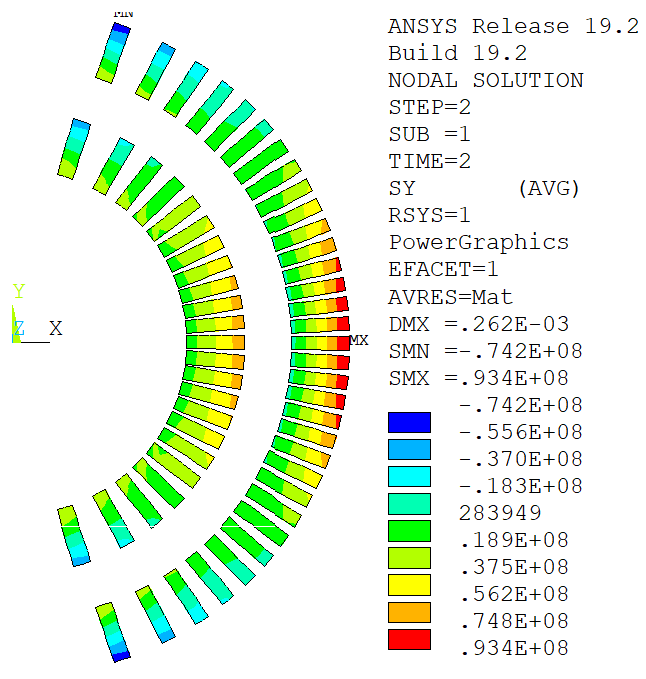 MN
ANSYS Release 19.2
Build 19.2
NODAL SOLUTION
STEP=2
SUB =1
TIME=2
SY (AVG)
RSYS=1
PowerGraphics
EFACET=1
AVRES=Mat
DMX =.262E-03
SMN =-.742E+08
SMX =.934E+08
-.742E+08
-.556E+08
-.370E+08
-.183E+08
283949
.189E+08
.375E+08
.562E+08
.748E+08
.934E+08
Y
Z X
MX